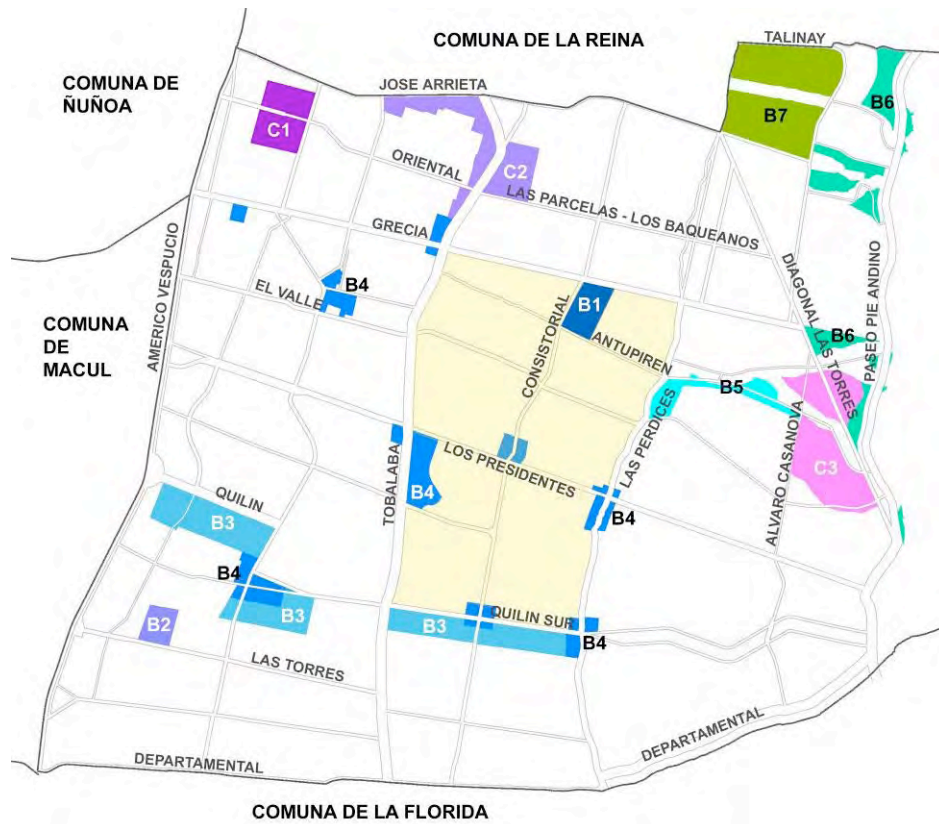 TALINAY
COMUNA DE LA REINA
COMUNA DE
ÑUÑOA
JOSE ARRIETA
B6
B7
C1
ORIENTAL
C2
LAS PARCELAS - LOS BAQUEANOS
GRECIA
AMERICO VESPUCIO
EL VALLE
B4
CONSISTORIAL
B1
ANTUPIREN
DIAGONAL LAS TORRES
PASEO PIE ANDINO
COMUNA
DE
MACUL
B6
B5
LAS PERDICES
ALVARO CASANOVA
C3
TOBALABA
LOS PRESIDENTES
B4
B4
QUILIN
B3
B4
B3
B2
B3
QUILIN SUR
B4
LAS TORRES
DEPARTAMENTAL
DEPARTAMENTAL
COMUNA DE LA FLORIDA